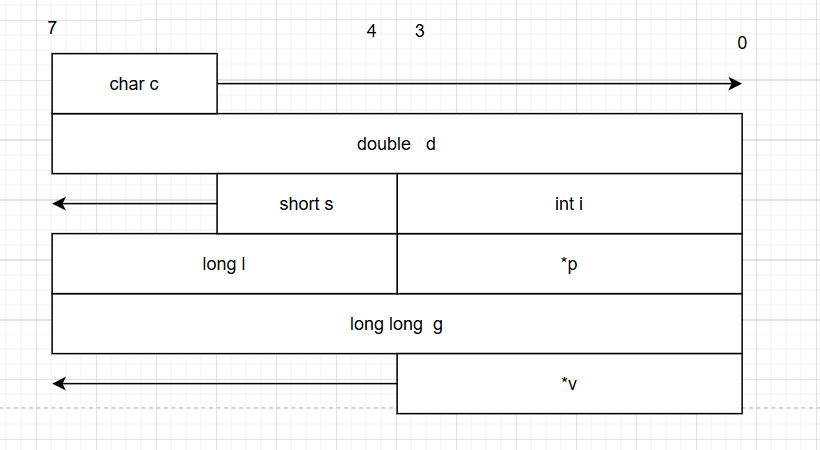 7 4 3 0
char c
double d
short s int i
long l *p
long long g
*v